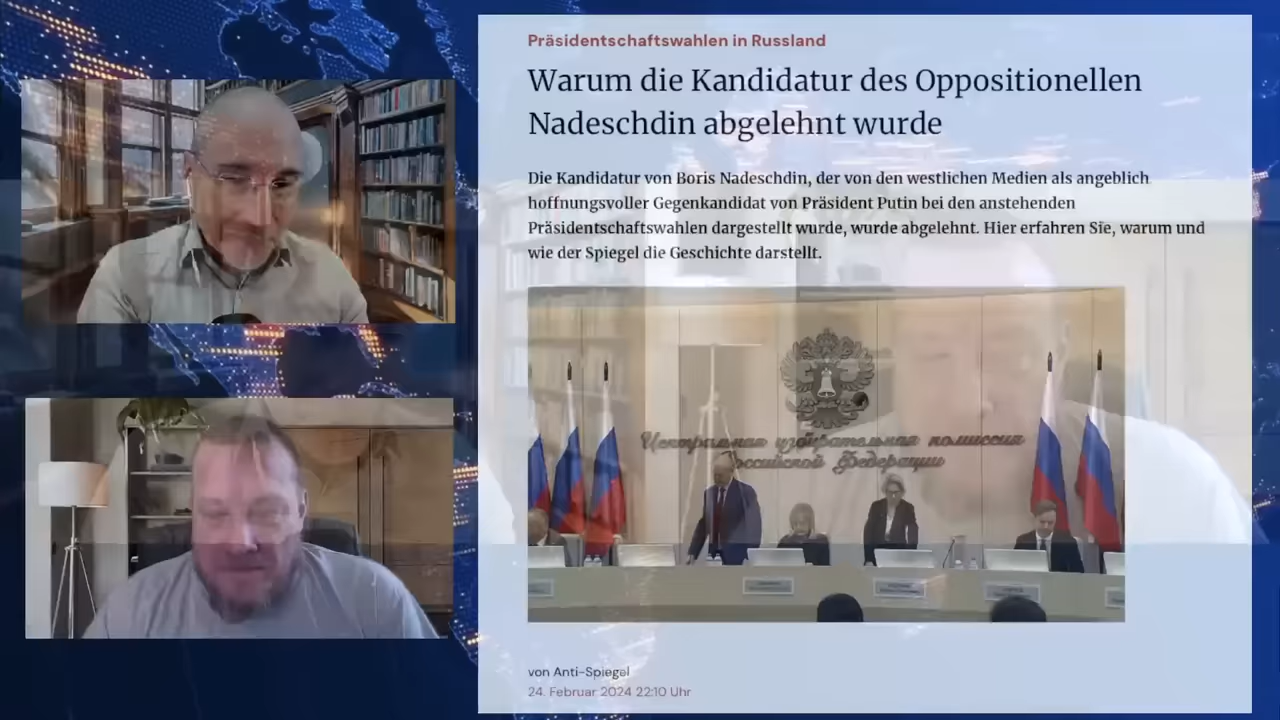 Präsidentschaftswahlen in Russland
Warum die Kandidatur des Oppositionellen
Nadeschdin abgelehnt wurde
Die Kandidatur von Boris Nadeschdin, der von den westlichen Medien als angeblich
hoffnungsvoller Gegenkandidat von Präsident Putin bei den anstehenden
Präsidentschaftswahlen dargestellt wurde, wurde abgelehnt. Hier erfahren Sie, warum und
wie der Spiegel die Geschichte darstellt.
Центральная избирательная комиссия
Российской Федерации
von Anti-Spiegel
24. Februar 2024 22:10 Uhr